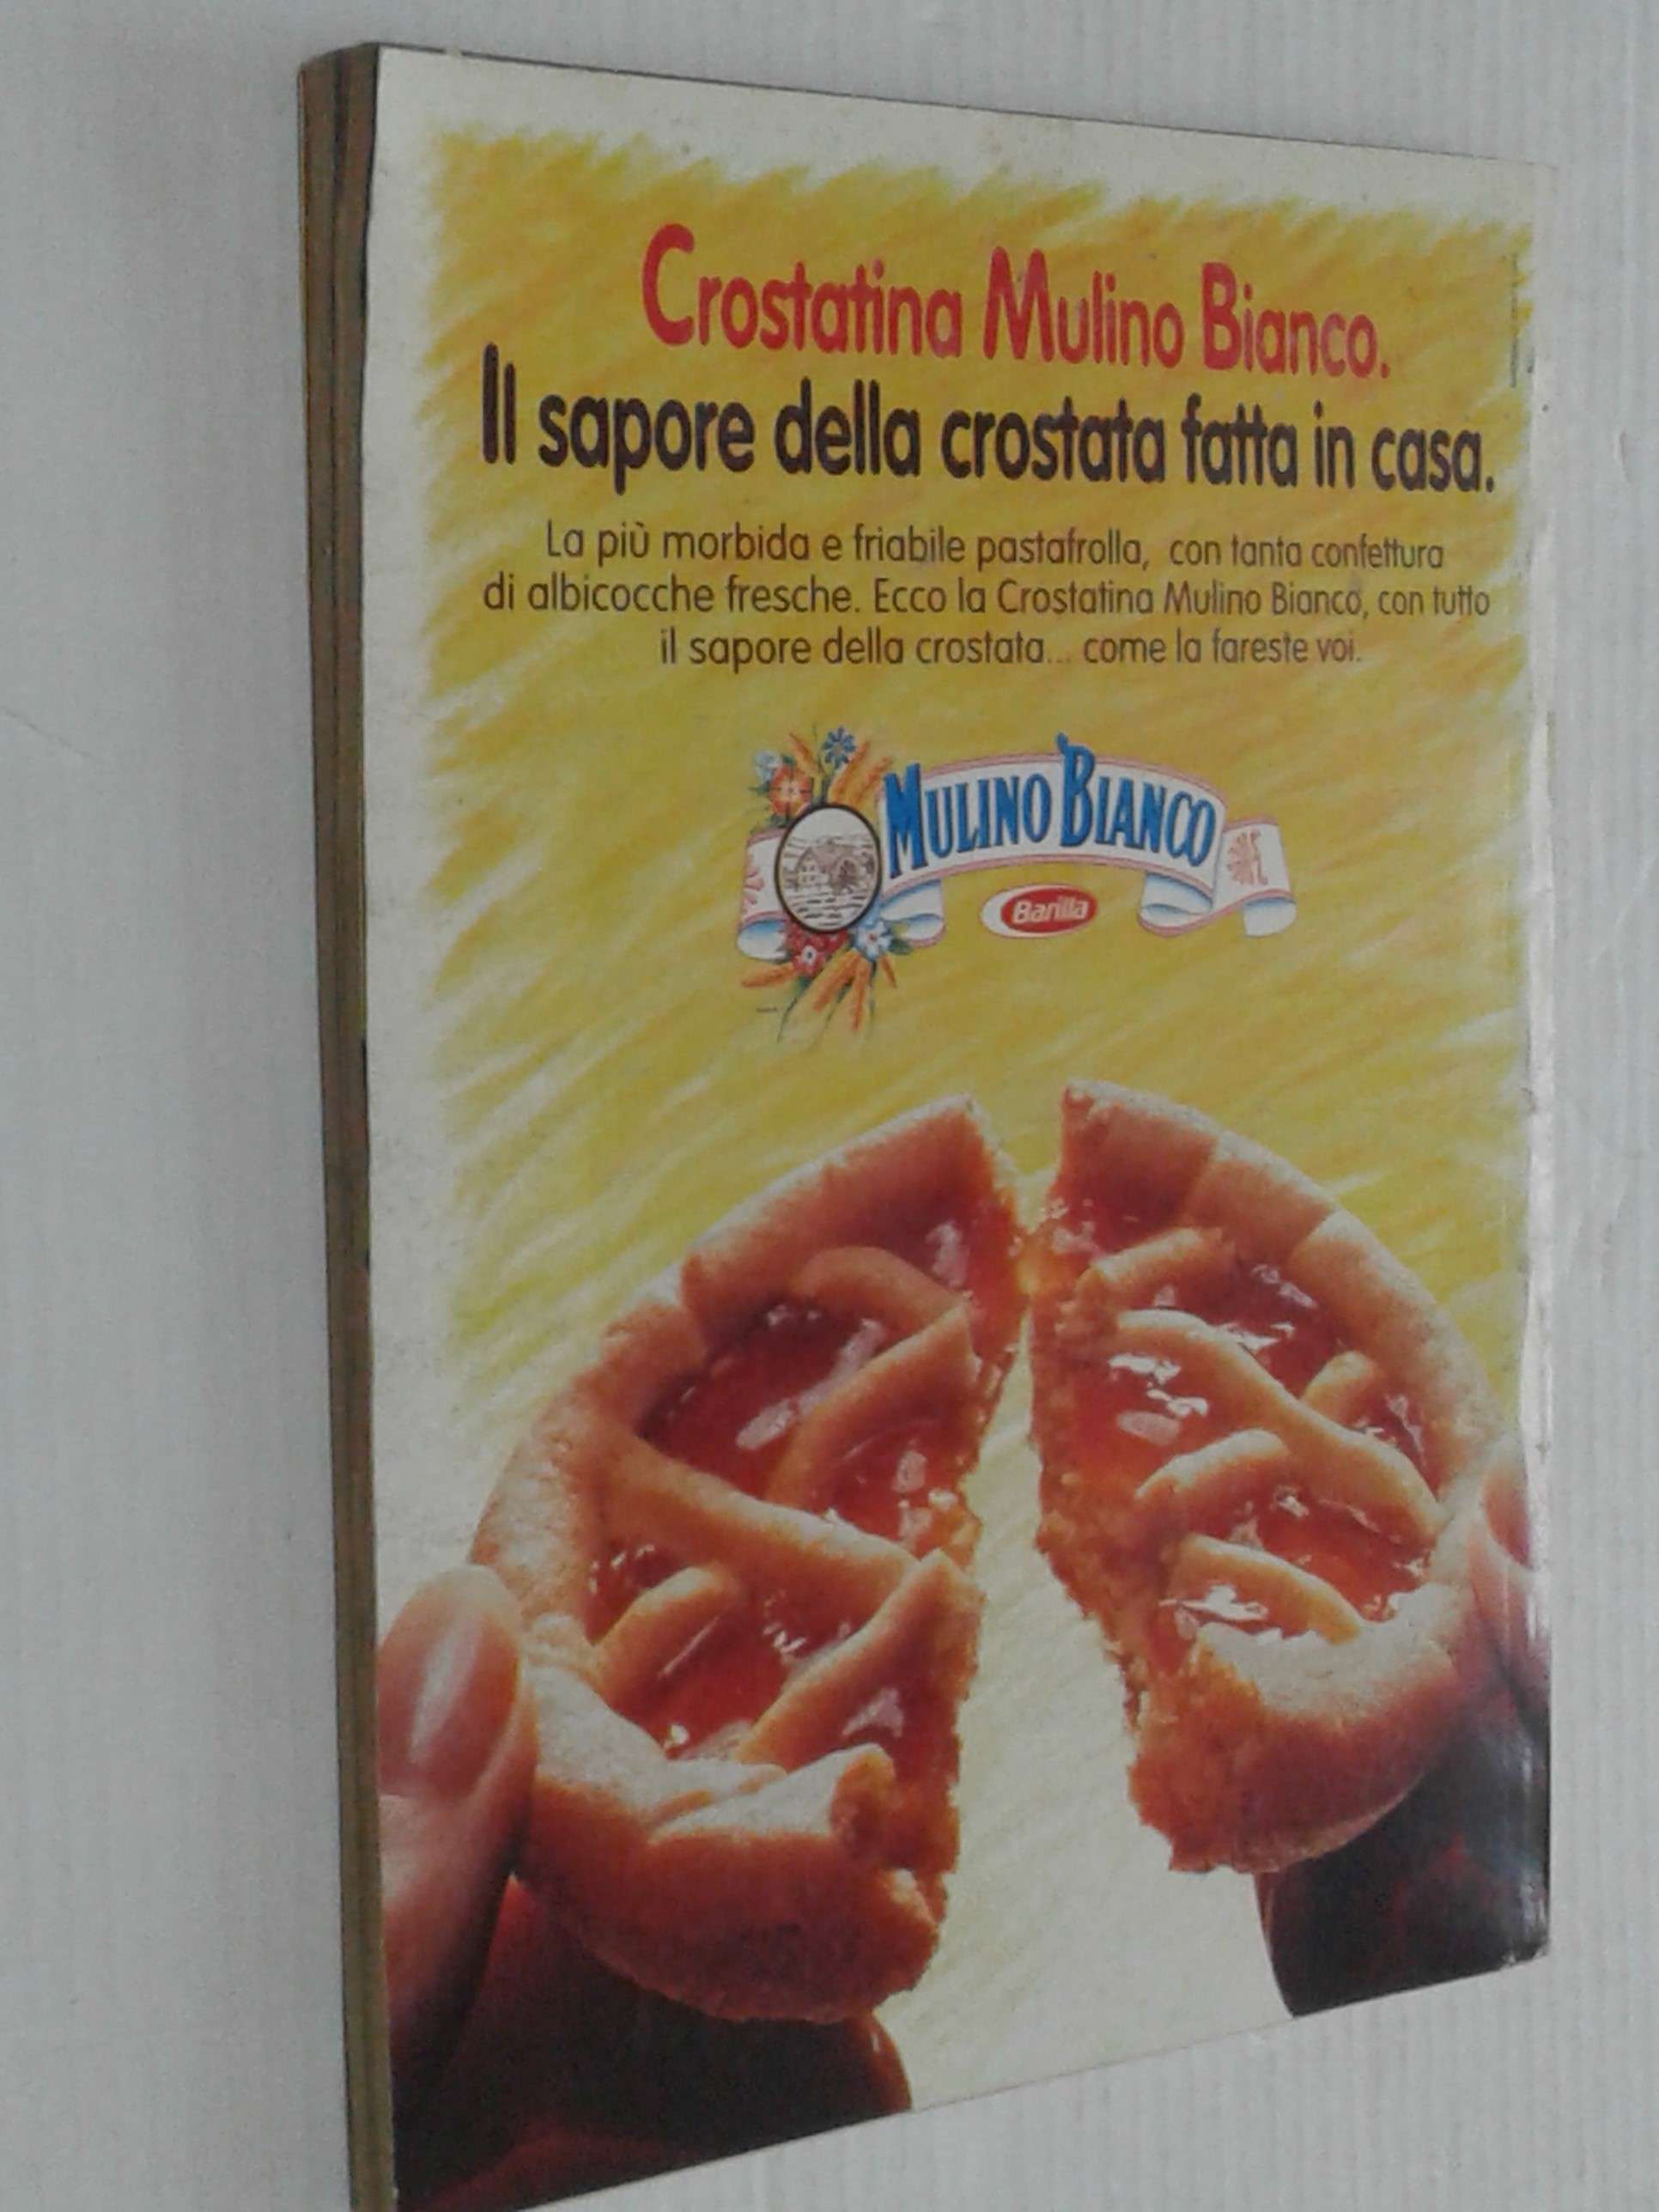 Crostatina Mulino Bianco.
Il sapore della crostata fatta in casa.
La più morbida e friabile pastafrolla, con tanta confettura
di albicocche fresche. Ecco la Crostatina Mulino Bianco, con tutto
il sapore della crostata... come la fareste voi.
MULINO BIANCO
Barilla